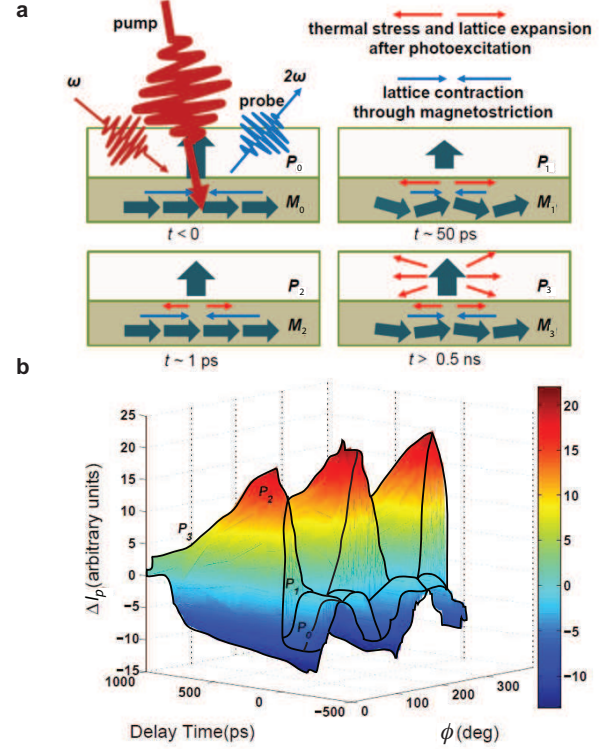 a
pump
thermal stress and lattice expansion
after photoexcitation
ω
2ω
probe
lattice contraction
through magnetostriction
P0
P1
M0
M1'
t < 0
t ~ 50 ps
P2
P3
M2
M3
t ~ 1 ps
t > 0.5 ns
b
25
20
15
10
5
0
−5
−10
−15
Δ Ip(arbitrary units)
P3
P2
P1
P0
1000
500
0
−500
Delay Time(ps)
0
100
200
300
ϕ(deg)
20
15
10
5
0
−5
−10